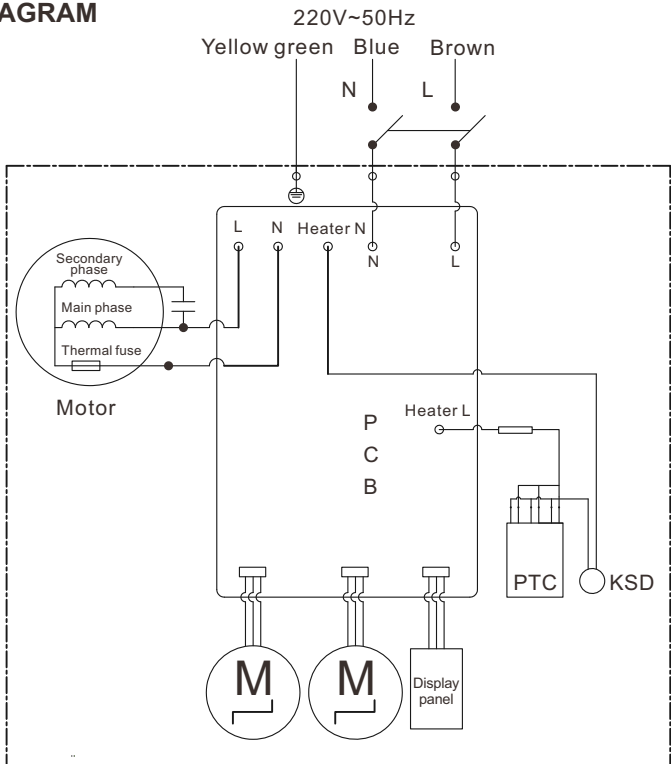 AGRAM
220V~50Hz
Yellow green Blue Brown
N L
L N Heater N
N L
Secondary
phase
Main phase
Thermal fuse
Motor
Heater L
P
C
B
PTC KSD
M M
Display
panel